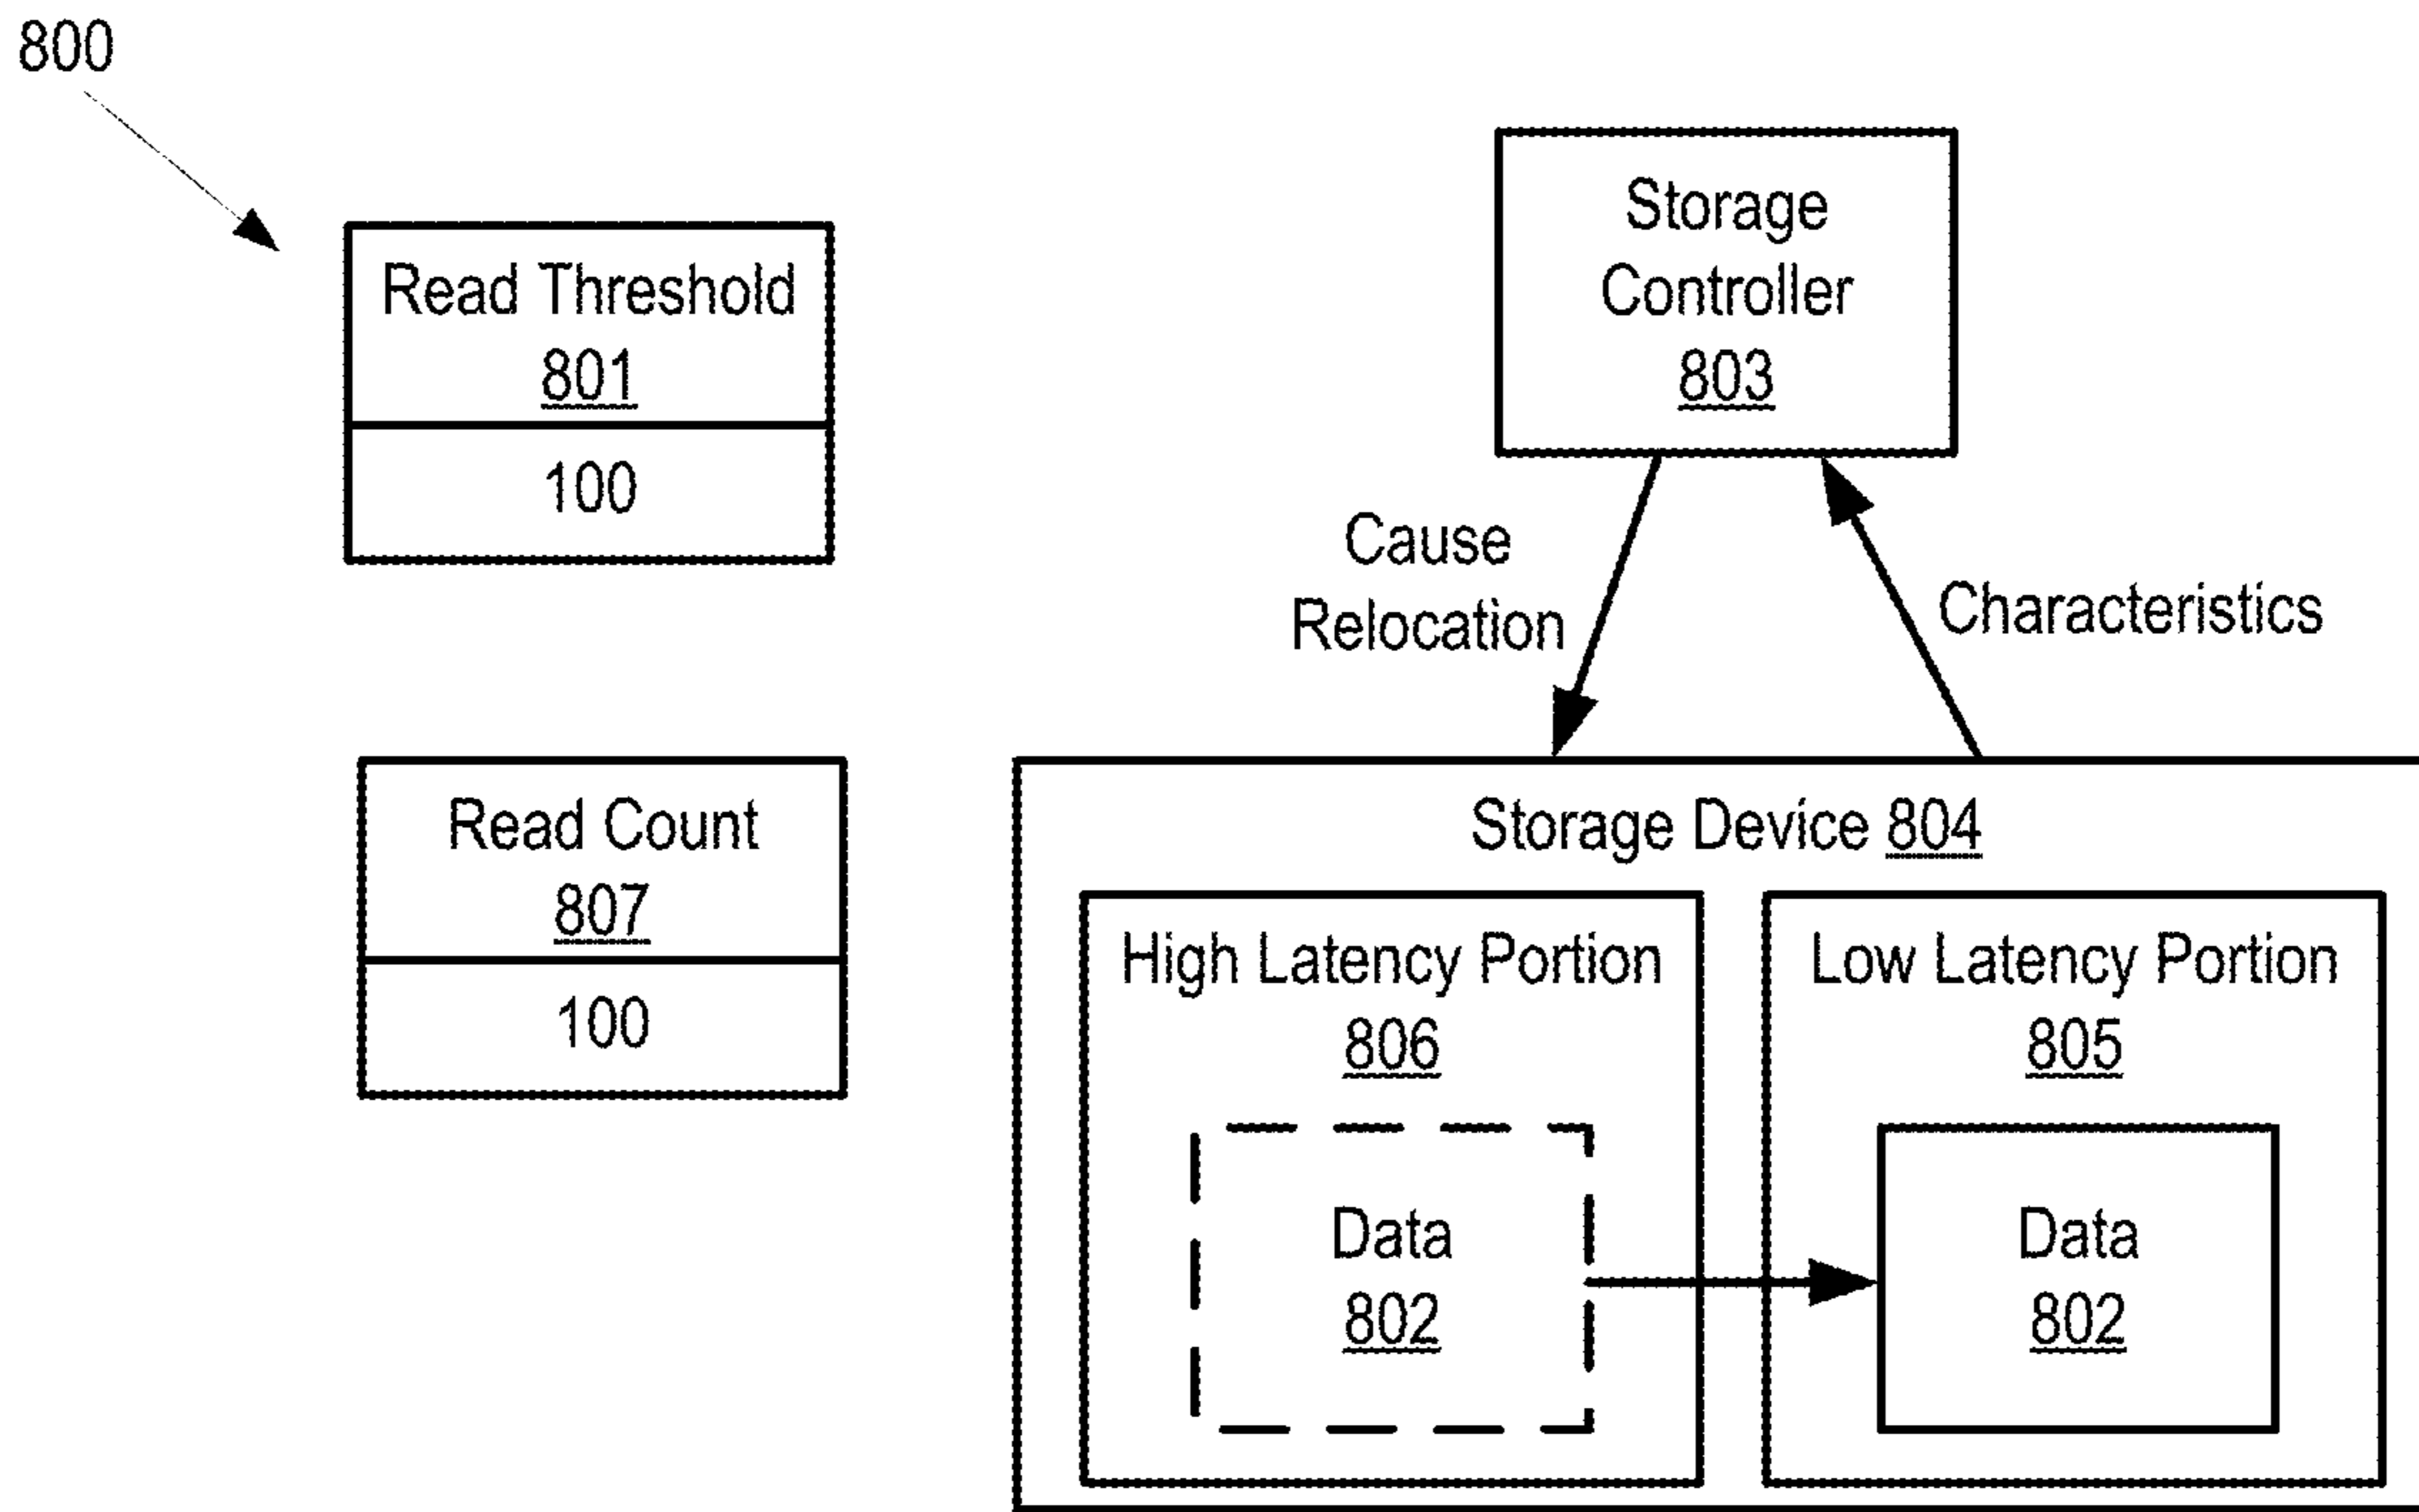 800
Read Threshold
801
100
Storage
Controller
803
Cause
Relocation
Characteristics
Read Count
807
100
Storage Device 804
High Latency Portion
806
Data
802
Low Latency Portion
805
Data
802